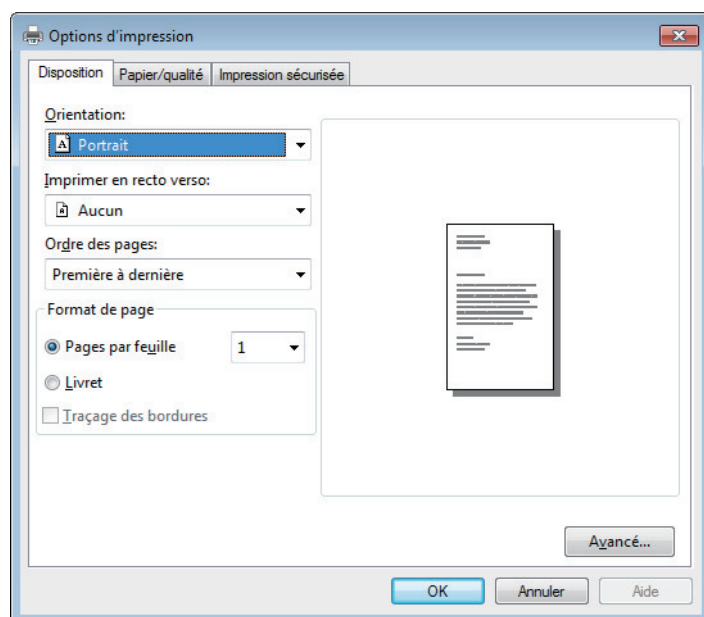 Options d'impression
Disposition Papier/qualité Impression sécurisée
Orientation:
Portrait
Imprimer en recto verso:
Aucun
Ordre des pages:
Première à dernière
Format de page
Pages par feuille 1
Livret
Traçage des bordures
Avancé...
OK Annuler Aide